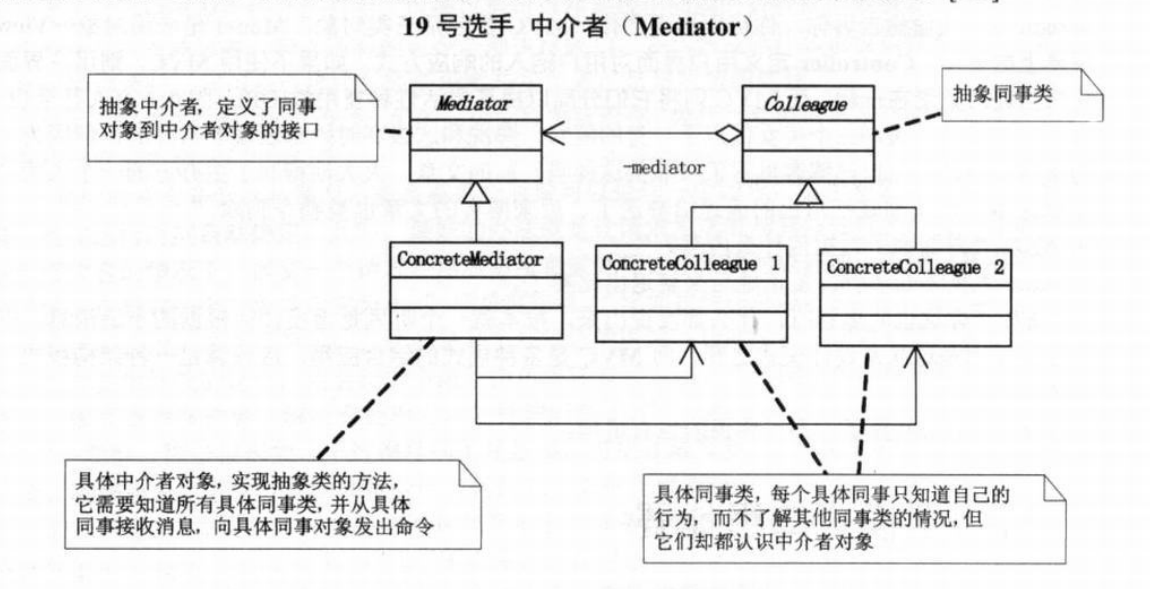 19 号选手 中介者（Mediator）
抽象中介者，定义了同事
对象到中介者对象的接口
Mediator
Colleague
抽象同事类
-mediator
ConcreteMediator
ConcreteColleague 1
ConcreteColleague 2
具体中介者对象，实现抽象类的方法，
它需要知道所有具体同事类，并从具体
同事接收消息，向具体同事对象发出命令
具体同事类，每个具体同事只知道自己的
行为，而不了解其他同事类的情况，但
它们却都认识中介者对象